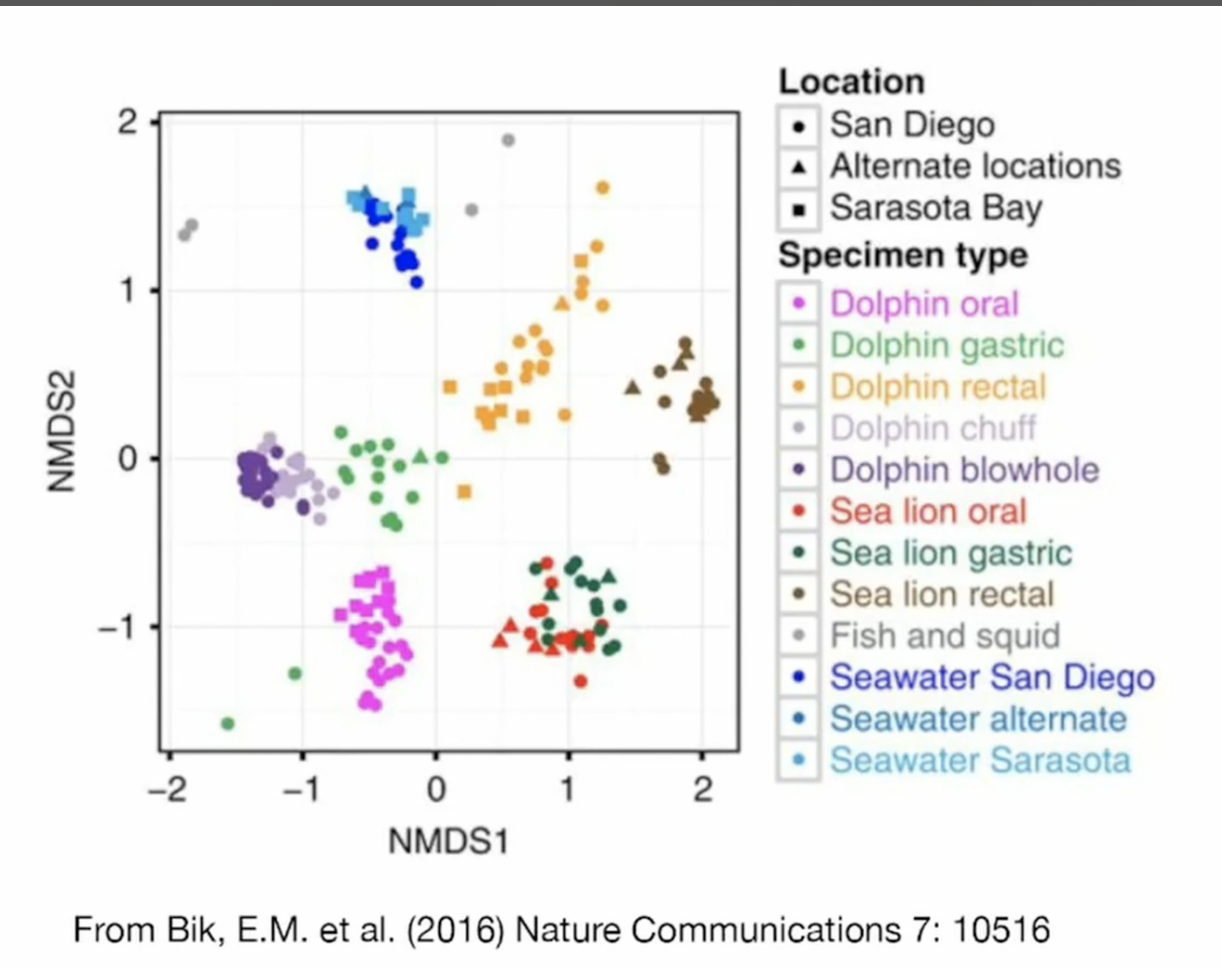 Location
San Diego
Alternate locations
Sarasota Bay
Specimen type
Dolphin oral
Dolphin gastric
Dolphin rectal
Dolphin chuff
Dolphin blowhole
Sea lion oral
Sea lion gastric
Sea lion rectal
Fish and squid
Seawater San Diego
Seawater alternate
Seawater Sarasota
2
1
0
−1
NMDS2
−2 −1 0 1 2
NMDS1
From Bik, E.M. et al. (2016) Nature Communications 7: 10516